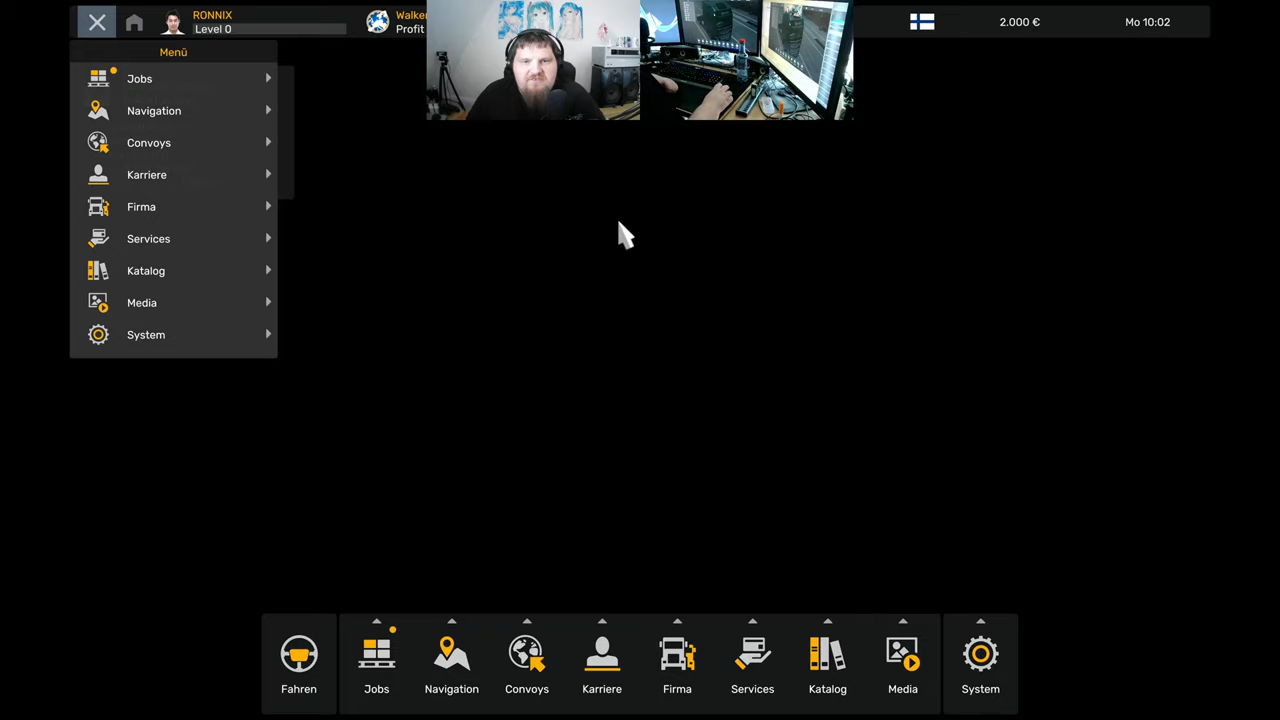 RONNIX
Level 0
Walker
Profit
2.000 €
Mo 10:02
Menü
Jobs
Navigation
Convoys
Karriere
Firma
Services
Katalog
Media
System
Fahren
Jobs
Navigation
Convoys
Karriere
Firma
Services
Katalog
Media
System